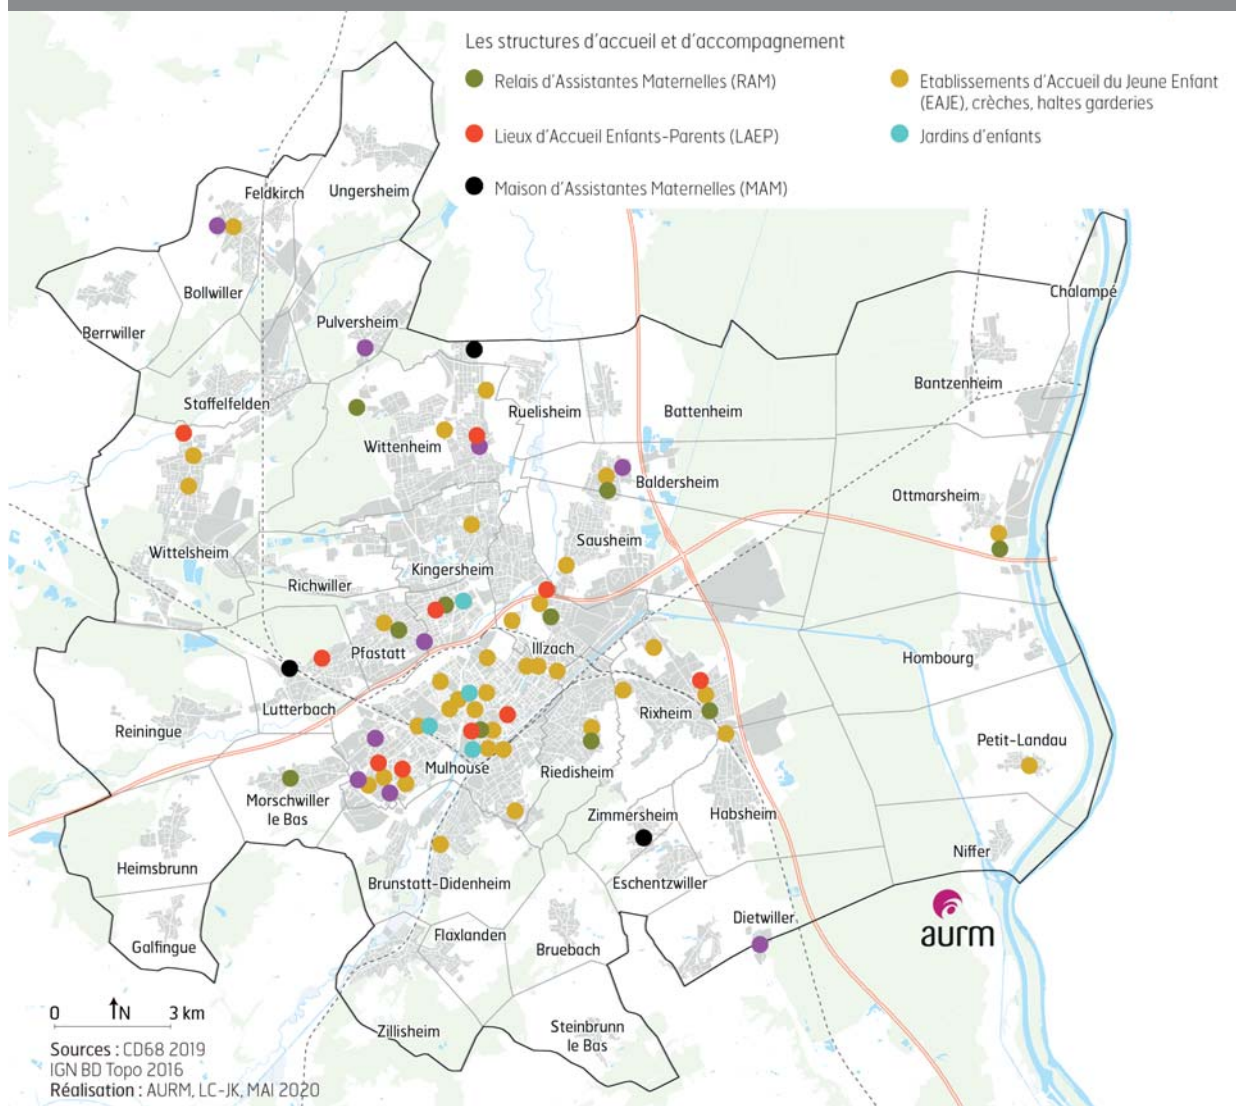 Les structures d'accueil et d'accompagnement
Relais d'Assistantes Maternelles (RAM)
Etablissements d'Accueil du Jeune Enfant
(EAJE), crèches, haltes garderies
Lieux d'Accueil Enfants-Parents (LAEP)
Jardins d'enfants
Maison d'Assistantes Maternelles (MAM)
Ungersheim
Feldkirch
Bollwiller
Chalampé
Pulversheim
Berrwiller
Bantzenheim
Staffelfelden
Ruelisheim
Battenheim
Wittenheim
Baldersheim
Ottmarsheim
Sausheim
Wittelsheim
Kingersheim
Richwiller
Illzach
Pfastatt
Hombourg
Lutterbach
Rixheim
Reiningue
Petit-Landau
Mulhouse
Riedisheim
Morschwiller
le Bas
Zimmersheim
Habsheim
Niffer
Heimsbrunn
Brunstatt-Didenheim
Eschentzwiller
Dietwiller
Flaxlanden
Galfingue
Bruebach
aurm
Zillisheim
Steinbrunn
le Bas
0 N 3 km
Sources : CD68 2019
IGN BD Topo 2016
Réalisation : AURM, LC-JK, MAI 2020